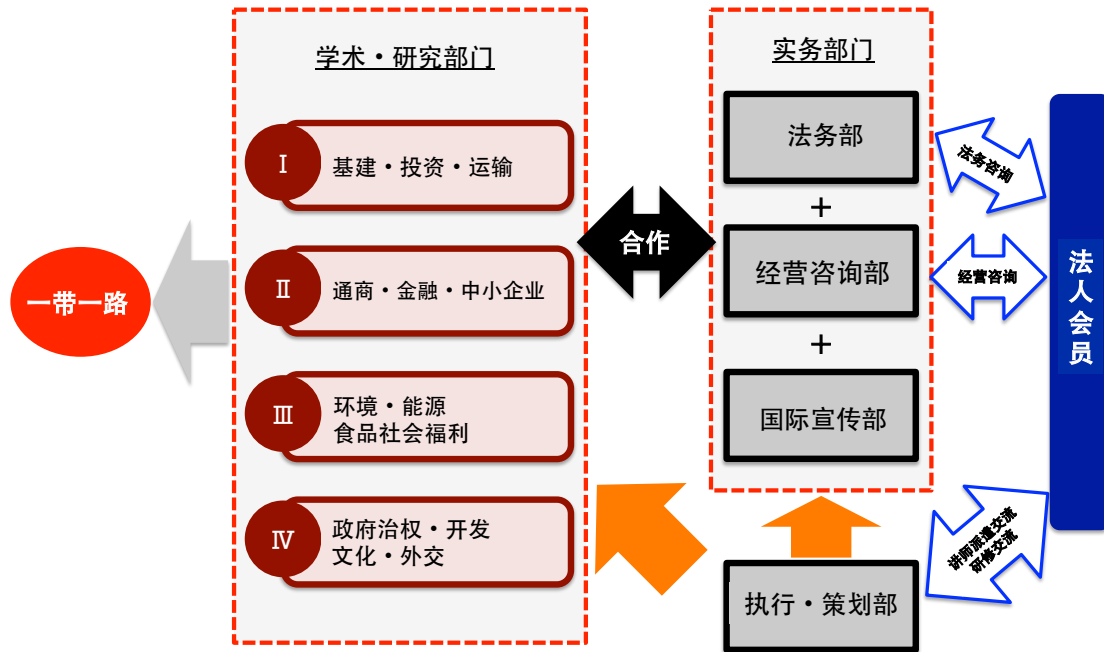 学术・研究部门
Ⅰ
基建・投资・运输
Ⅱ
通商・金融・中小企业
Ⅲ
环境・能源
食品社会福利
Ⅳ
政府治权・开发
文化・外交
一带一路
合作
实务部门
法务部
+
经营咨询部
+
国际宣传部
执行・策划部
法务咨询
经营咨询
讲师派遣交流
研修交流
法人会员